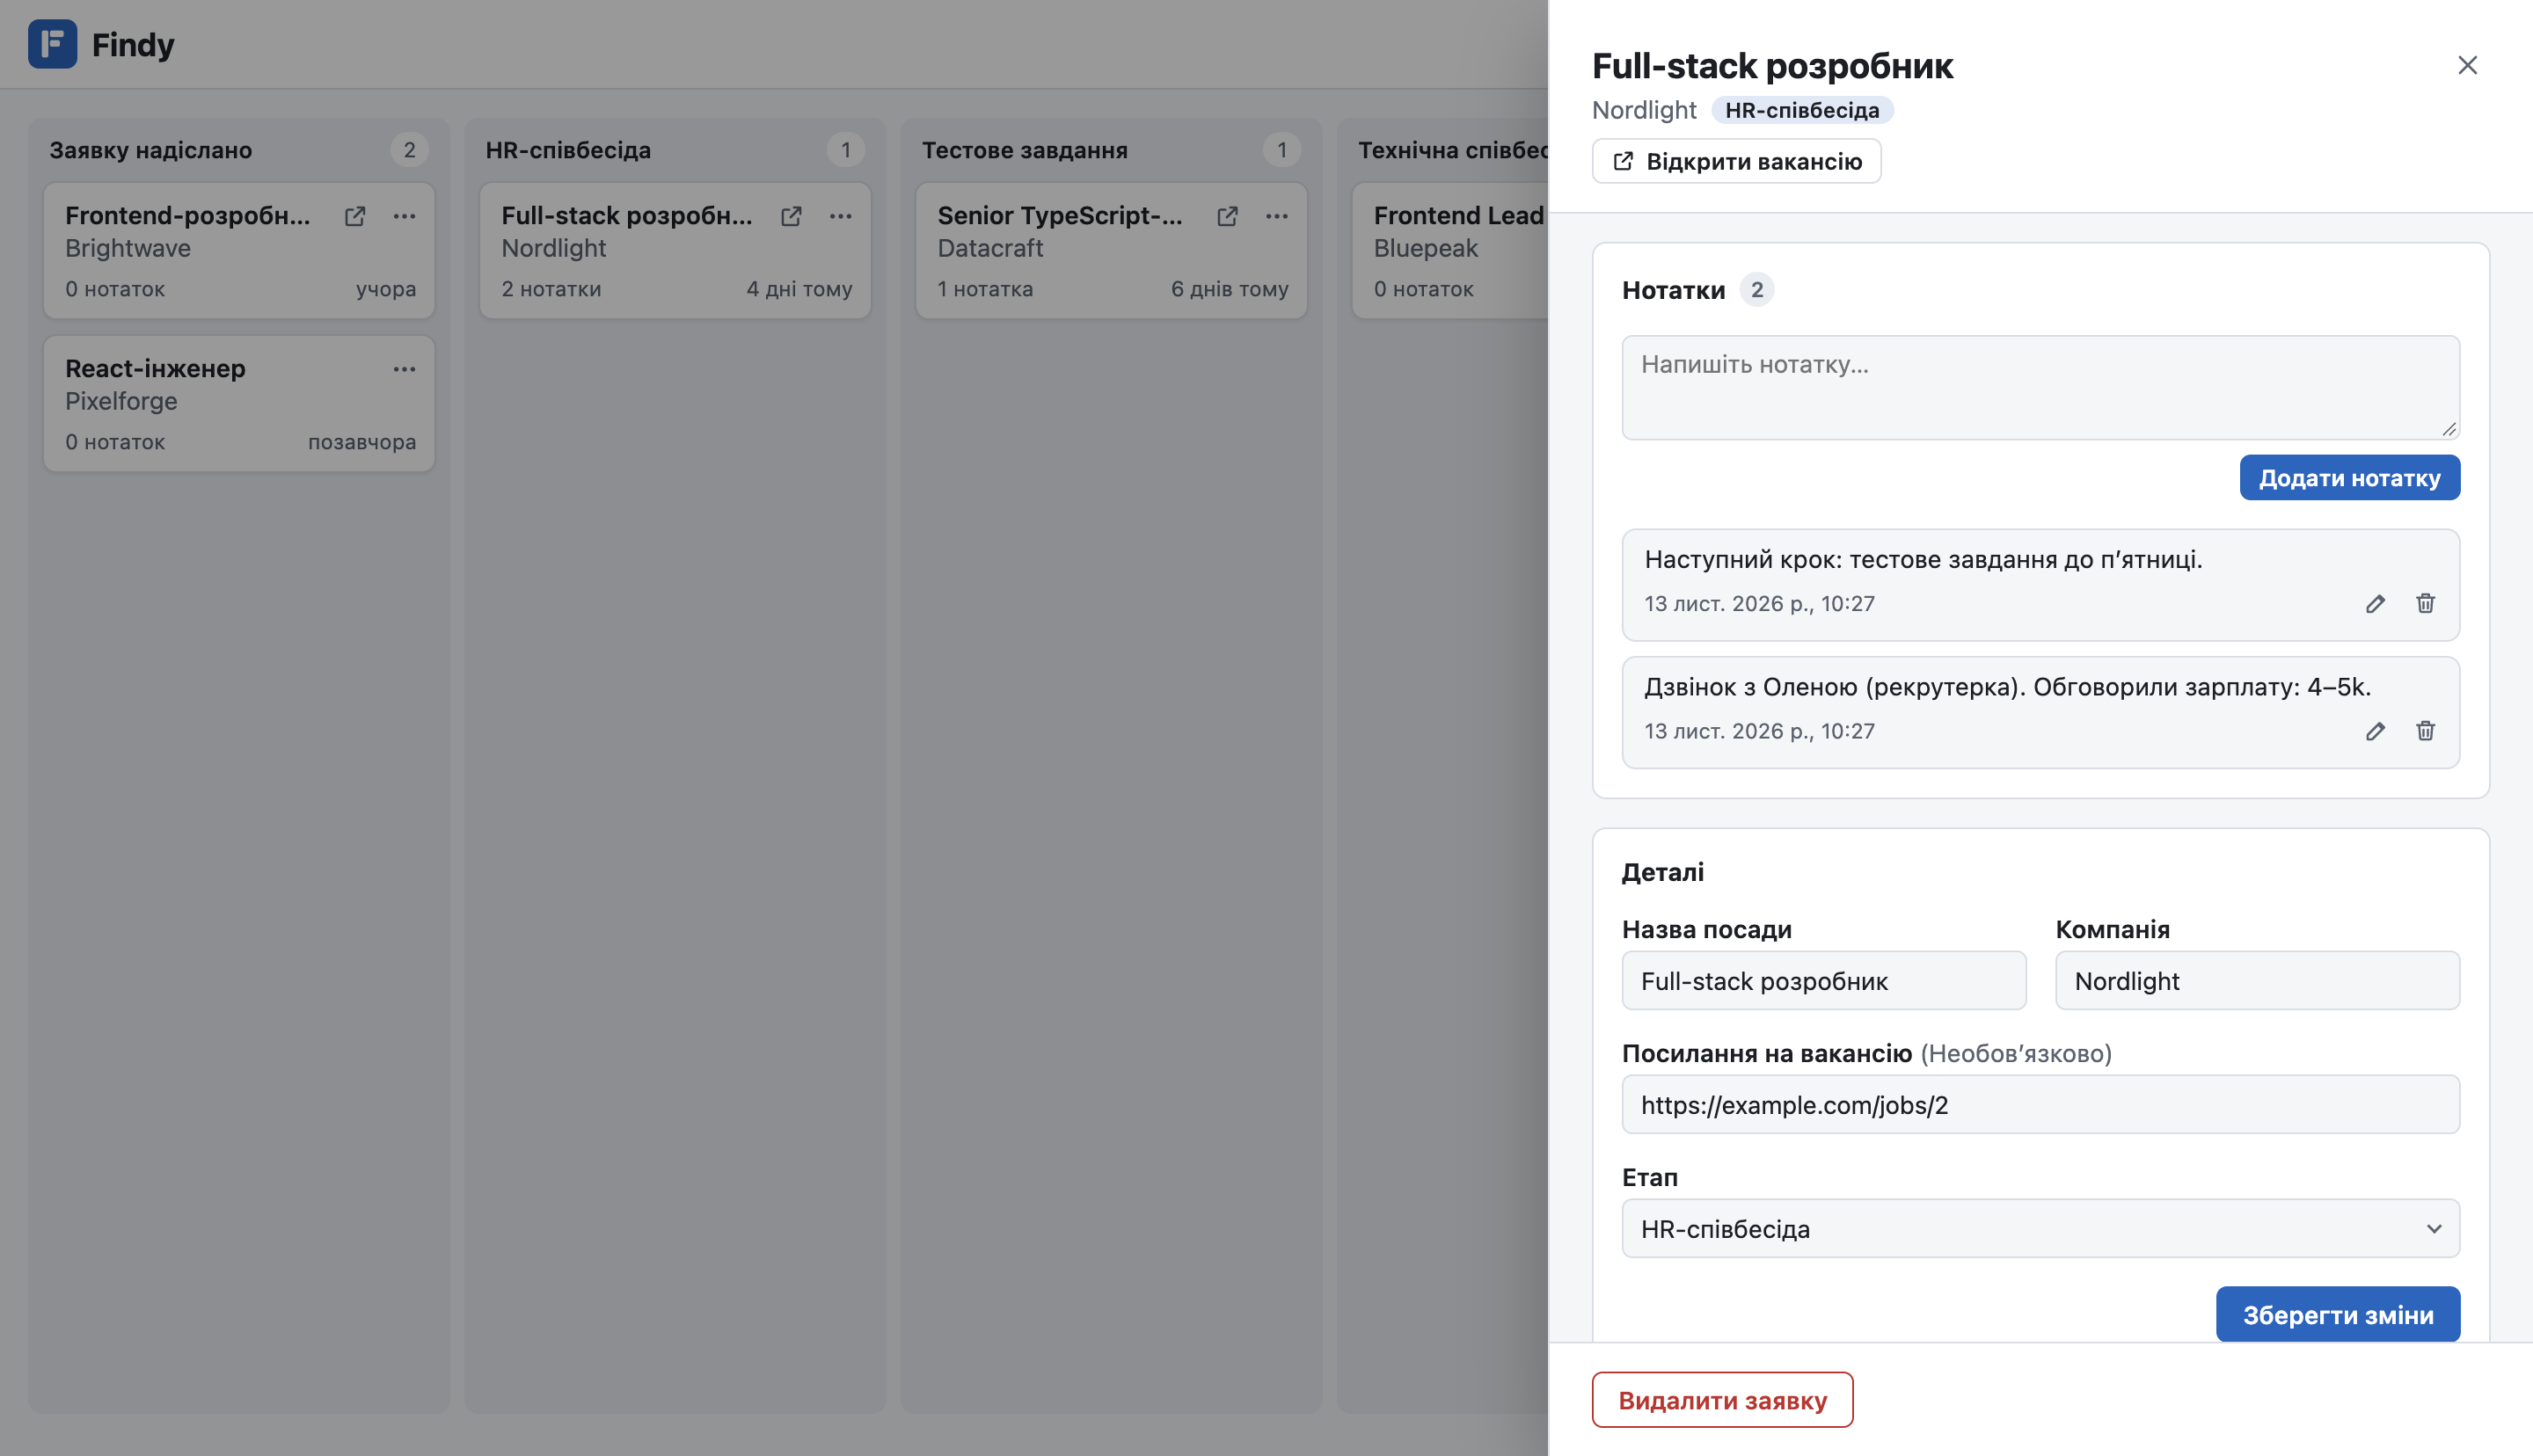 Findy
Заявку надіслано 2
Frontend-розробн...
Brightwave
0 нотаток учора
React-інженер
Pixelforge
0 нотаток позавчора
HR-співбесіда 1
Full-stack розробн...
Nordlight
2 нотатки 4 дні тому
Тестове завдання 1
Senior TypeScript-...
Datacraft
1 нотатка 6 днів тому
Технічна співбес
Frontend Lead
Bluepeak
0 нотаток
Full-stack розробник
Nordlight HR-співбесіда
Відкрити вакансію
Нотатки 2
Напишіть нотатку...
Додати нотатку
Наступний крок: тестове завдання до п’ятниці.
13 лист. 2026 р., 10:27
Дзвінок з Оленою (рекрутерка). Обговорили зарплату: 4–5k.
13 лист. 2026 р., 10:27
Деталі
Назва посади Компанія
Full-stack розробник Nordlight
Посилання на вакансію (Необов’язково)
https://example.com/jobs/2
Етап
HR-співбесіда
Зберегти зміни
Видалити заявку